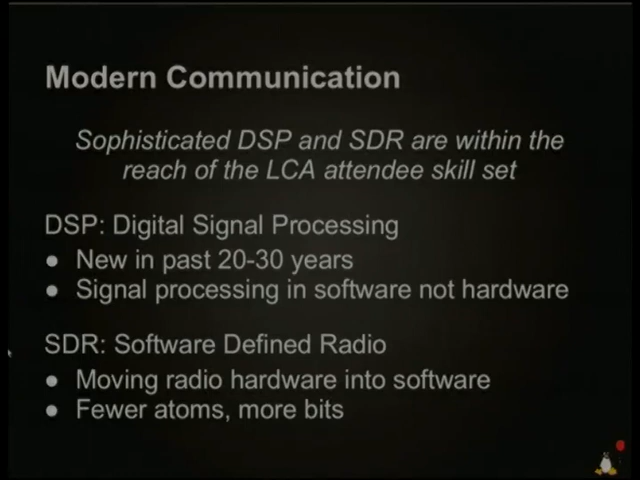 Modern Communication
Sophisticated DSP and SDR are within the
reach of the LCA attendee skill set
DSP: Digital Signal Processing
● New in past 20-30 years
● Signal processing in software not hardware
SDR: Software Defined Radio
● Moving radio hardware into software
● Fewer atoms, more bits